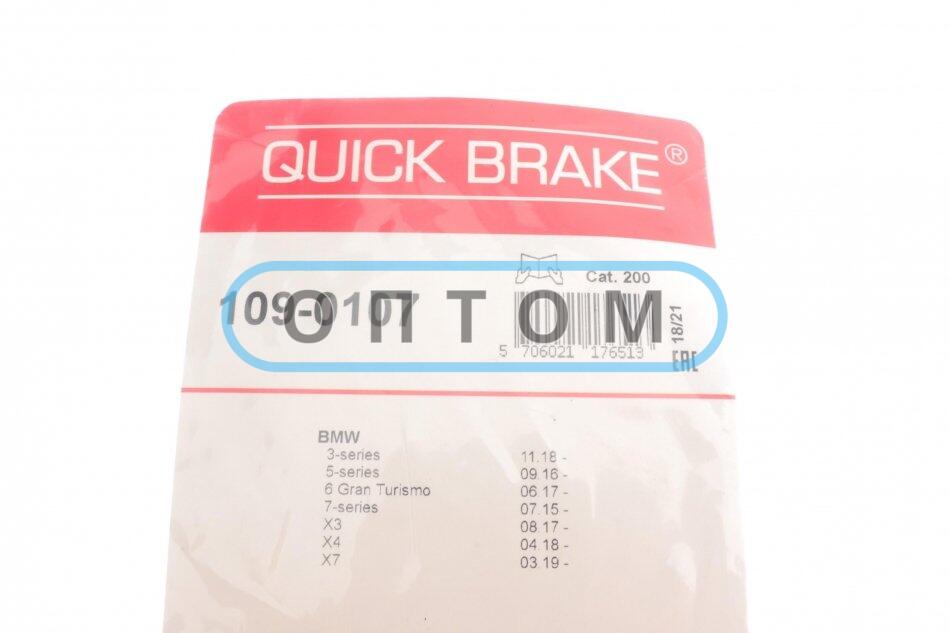 QUICK BRAKE®
Cat. 200
109-0107
ОПТОМ
5 706021 176513
18/21
EAC
BMW
3-series 11.18 -
5-series 09.16 -
6 Gran Turismo 06.17 -
7-series 07.15 -
X3 08.17 -
X4 04.18 -
X7 03.19 -